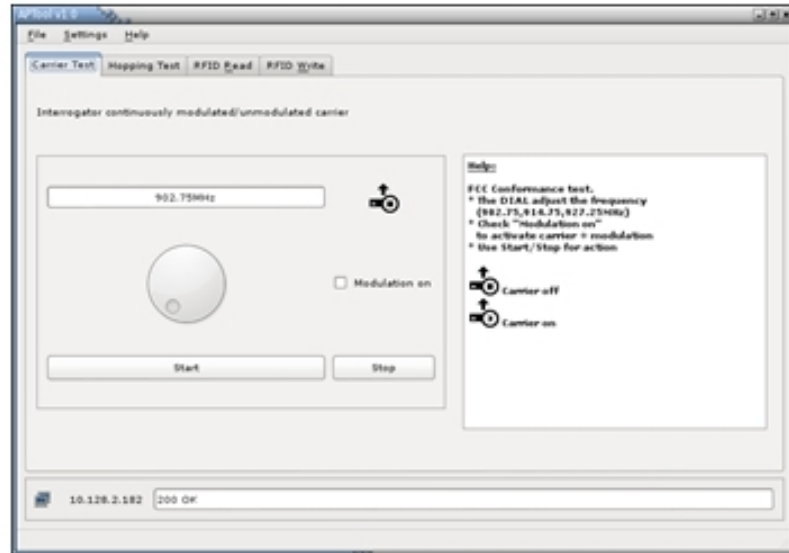 APTool v1.0
File Settings Help
Carrier Test Hopping Test RFID Read RFID Write
Interrogator continuously modulated/unmodulated carrier
902.75MHz
Modulation on
Start Stop
Help:
FCC Conformance test.
* The DIAL adjust the frequency
(902.75,914.75,927.25MHz)
* Check "Modulation on"
to activate carrier + modulation
* Use Start/Stop for action
Carrier off
Carrier on
10.128.2.182 200 OK